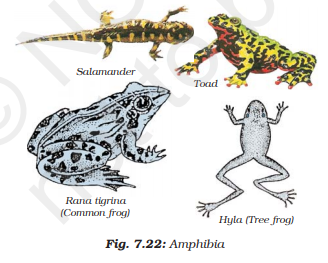 Salamander
Toad
Rana tigrina
(Common frog)
Hyla (Tree frog)
Fig. 7.22: Amphibia